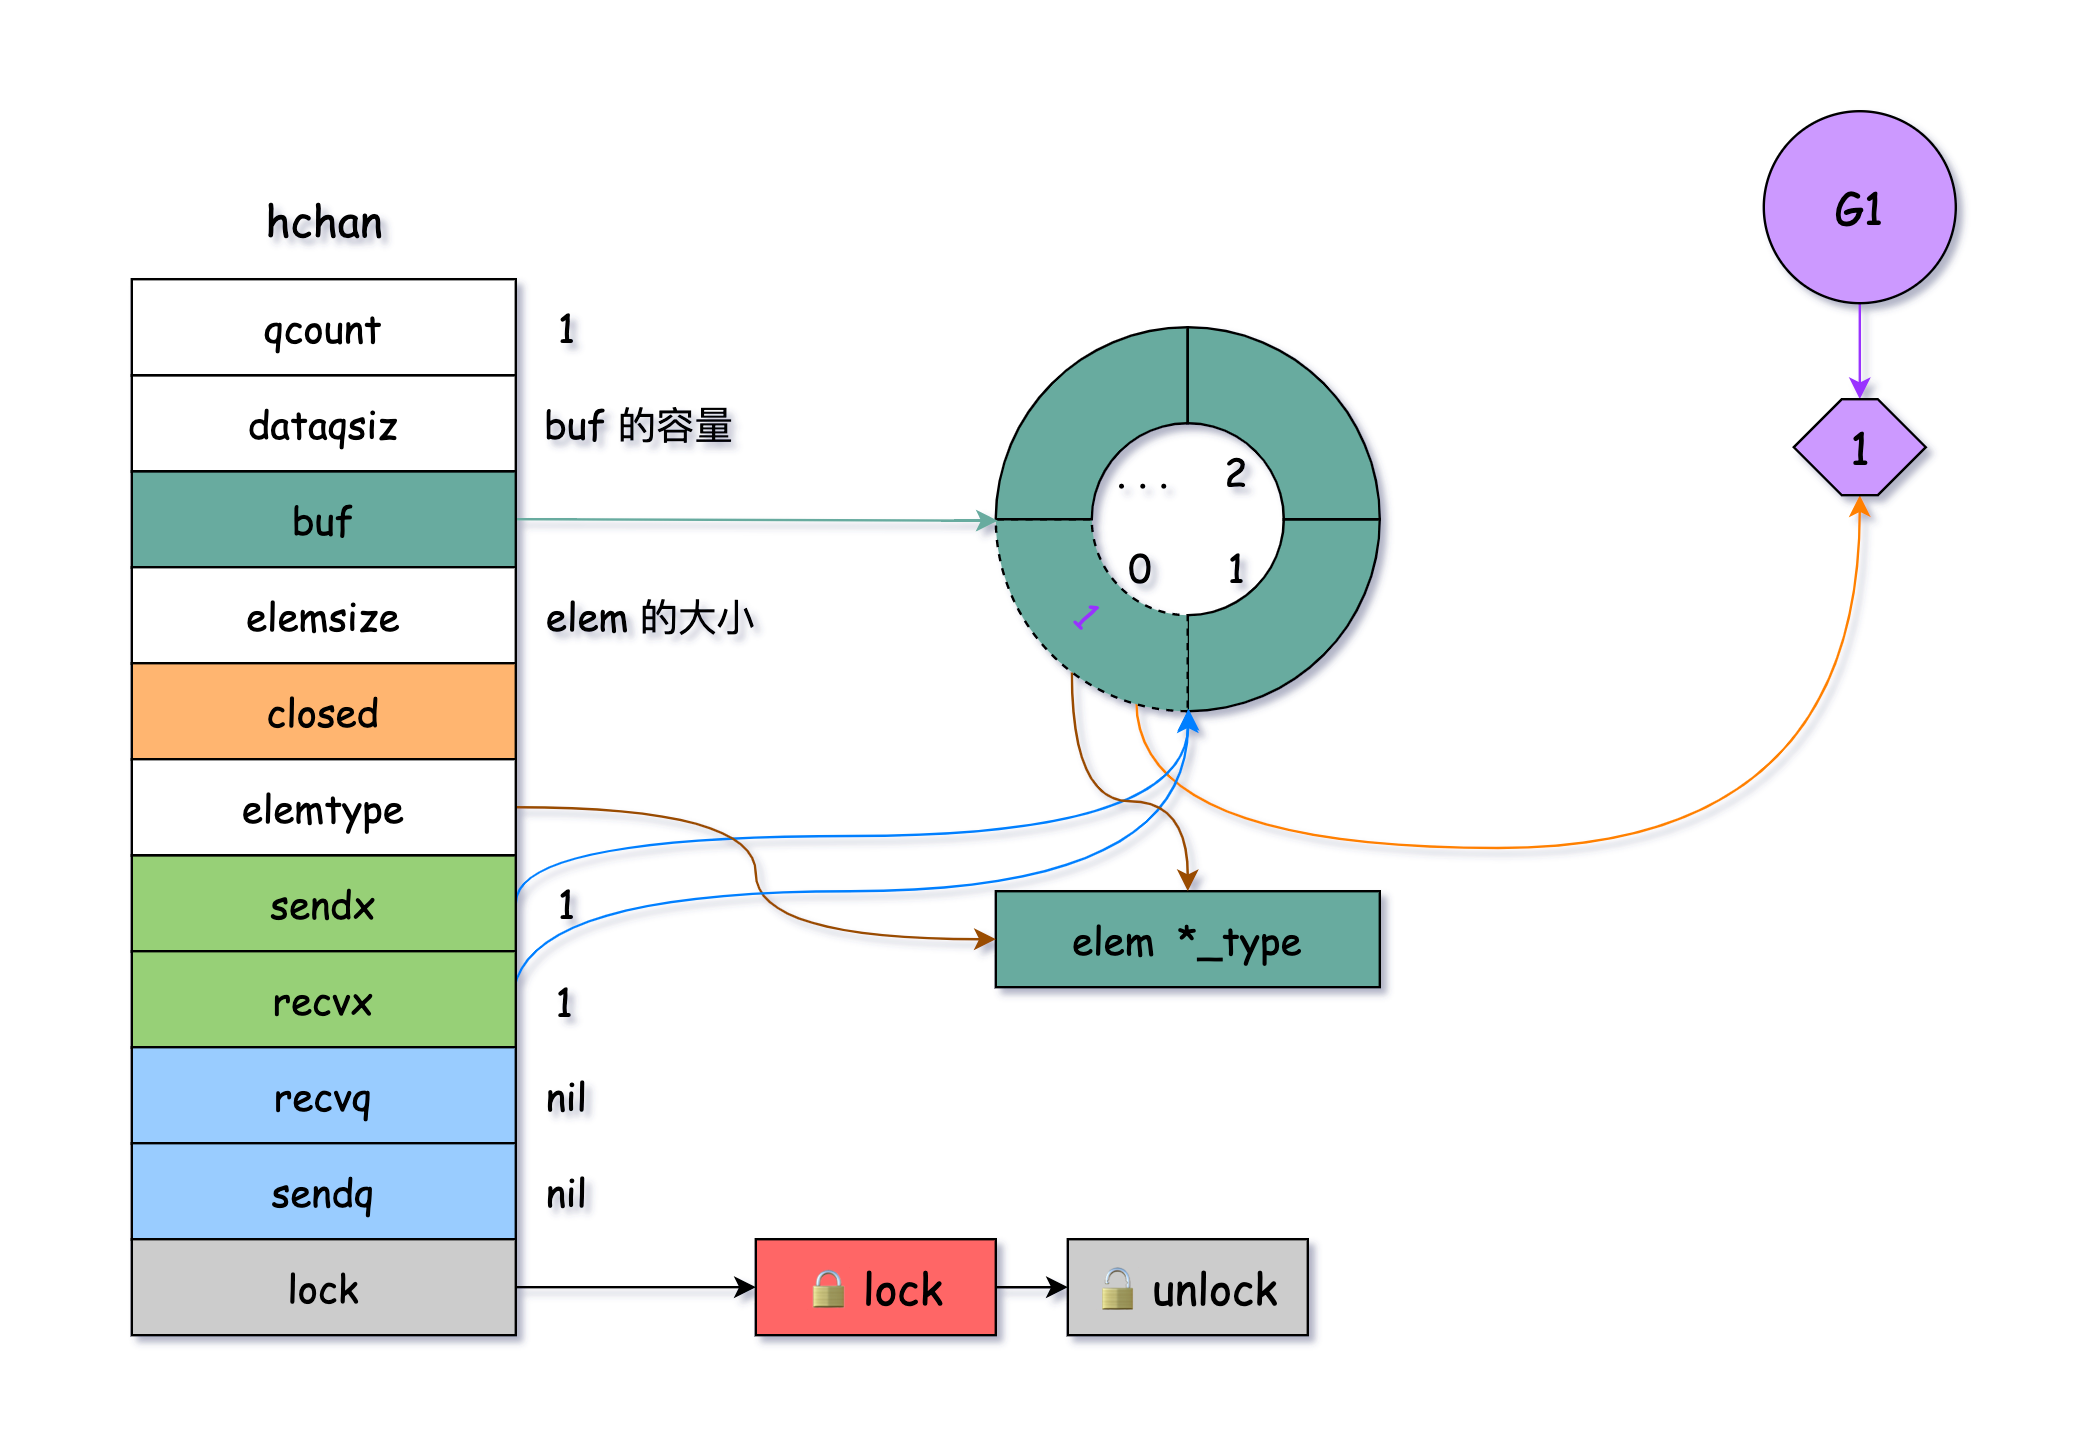 G1
hchan
qcount 1
dataqsiz buf 的容量
1
... 2
buf
0 1
elemsize elem 的大小
1
closed
elemtype
sendx 1
elem *_type
recvx 1
recvq nil
sendq nil
lock 🔒 lock 🔓 unlock